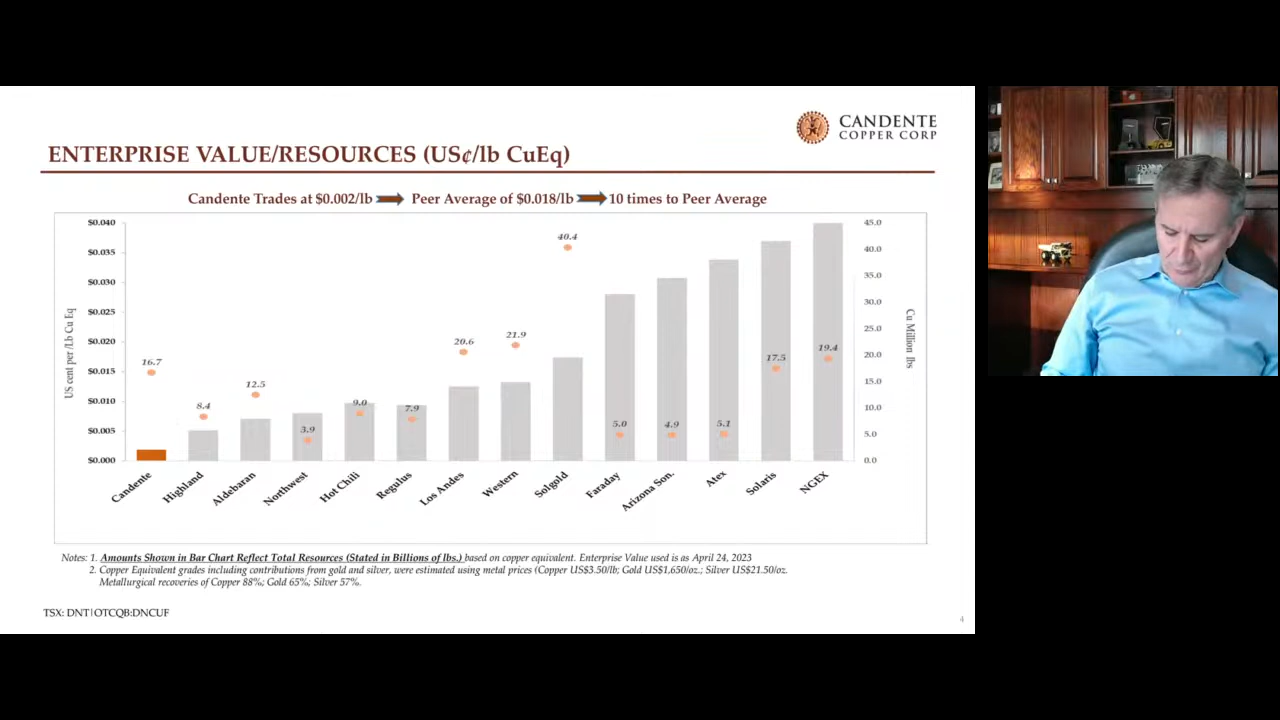 CANDENTE
COPPER CORP
ENTERPRISE VALUE/RESOURCES (US¢/lb CuEq)
Candente Trades at $0.002/lb Peer Average of $0.018/lb 10 times to Peer Average
$0.040
$0.035
$0.030
$0.025
$0.020
$0.015
$0.010
$0.005
$0.000
US cent per /Lb Cu Eq
16.7
8.4
12.5
3.9
9.0
7.9
20.6
21.9
40.4
5.0
4.9
5.1
17.5
19.4
45.0
40.0
35.0
30.0
25.0
20.0
15.0
10.0
5.0
0.0
Cu Million lbs
Candente
Highland
Aldebaran
Northwest
Hot Chili
Regulus
Los Andes
Western
Solgold
Faraday
Arizona Son.
Atex
Solaris
NGEX
Notes: 1. Amounts Shown in Bar Chart Reflect Total Resources (Stated in Billions of lbs.) based on copper equivalent. Enterprise Value used is as April 24, 2023
2. Copper Equivalent grades including contributions from gold and silver, were estimated using metal prices (Copper US$3.50/lb; Gold US$1,650/oz.; Silver US$21.50/oz.
Metallurgical recoveries of Copper 88%; Gold 65%; Silver 57%.
TSX: DNT|OTCQB:DNCUF
4